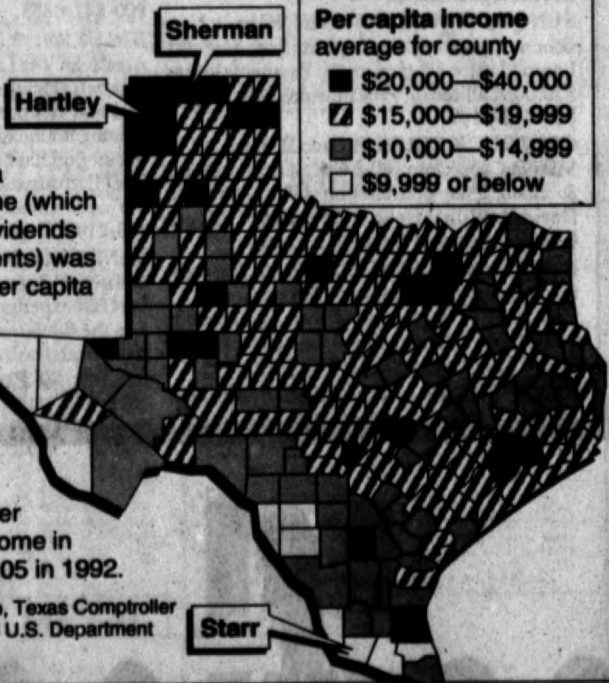 Sherman
Hartley
Per capita income
average for county
$20,000—$40,000
$15,000—$19,999
$10,000—$14,999
$9,999 or below
a
ne (which
vidends
ents) was
er capita
er
ome in
05 in 1992.
, Texas Comptroller
U.S. Department
Starr